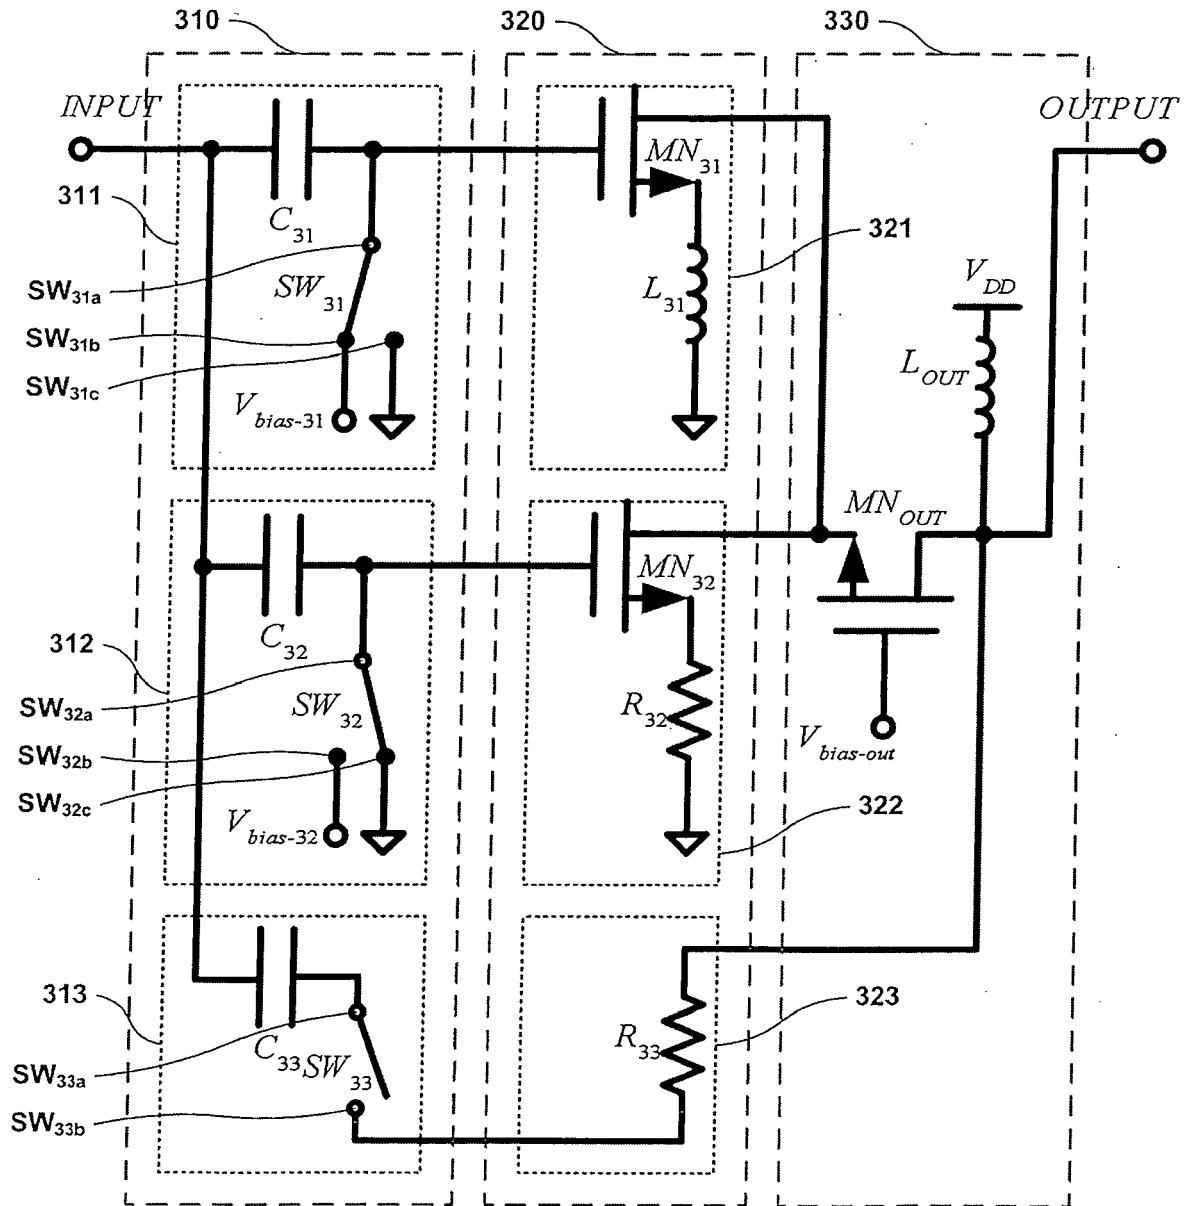 310
320
330
INPUT
OUTPUT
MN31
311
C31
321
SW31a
SW31
L31
VDD
SW31b
LOUT
SW31c
Vbias-31
MNOUT
MN32
312
C32
SW32a
SW32
R32
SW32b
Vbias-out
SW32c
Vbias-32
322
313
323
C33
SW33
R33
SW33a
SW33b